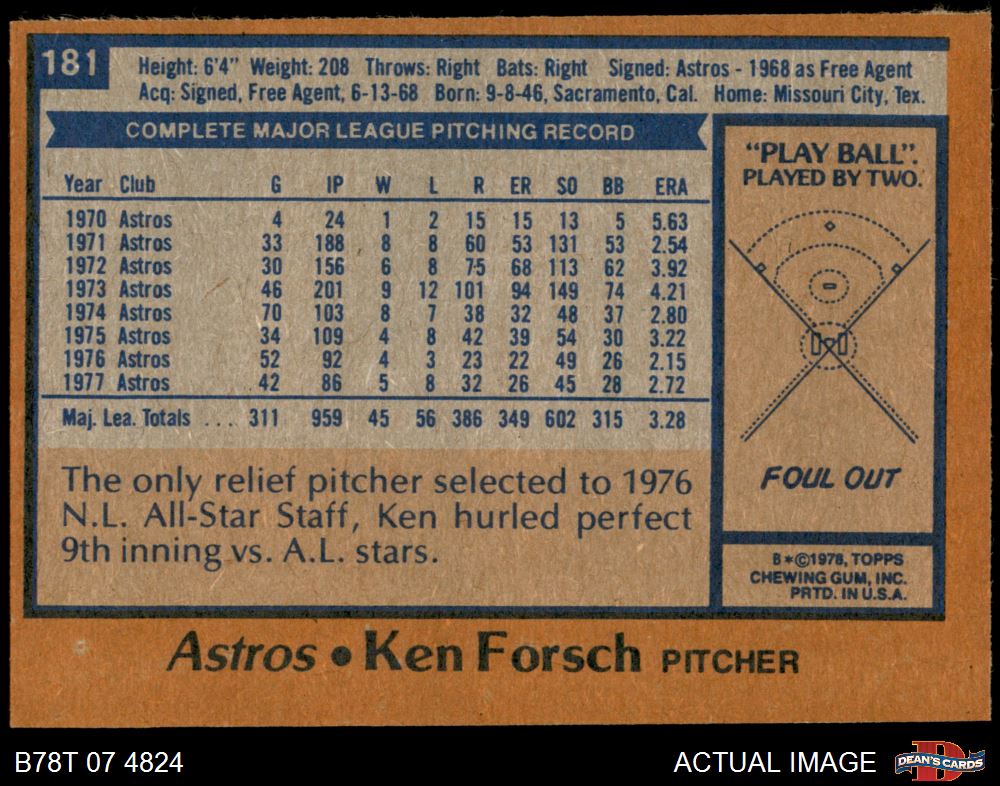 181
Height: 6'4" Weight: 208 Throws: Right Bats: Right Signed: Astros - 1968 as Free Agent
Acq: Signed, Free Agent, 6-13-68 Born: 9-8-46, Sacramento, Cal. Home: Missouri City, Tex.
COMPLETE MAJOR LEAGUE PITCHING RECORD
Year Club G IP W L R ER SO BB ERA
1970 Astros 4 24 1 2 15 15 13 5 5.63
1971 Astros 33 188 8 8 60 53 131 53 2.54
1972 Astros 30 156 6 8 75 68 113 62 3.92
1973 Astros 46 201 9 12 101 94 149 74 4.21
1974 Astros 70 103 8 7 38 32 48 37 2.80
1975 Astros 34 109 4 8 42 39 54 30 3.22
1976 Astros 52 92 4 3 23 22 49 26 2.15
1977 Astros 42 86 5 8 32 26 45 28 2.72
Maj. Lea. Totals ... 311 959 45 56 386 349 602 315 3.28
The only relief pitcher selected to 1976
N.L. All-Star Staff, Ken hurled perfect
9th inning vs. A.L. stars.
"PLAY BALL".
PLAYED BY TWO.
FOUL OUT
B*©1978, TOPPS
CHEWING GUM, INC.
PRTD. IN U.S.A.
Astros • Ken Forsch PITCHER
B78T 07 4824
ACTUAL IMAGE
D
DEAN'S CARDS